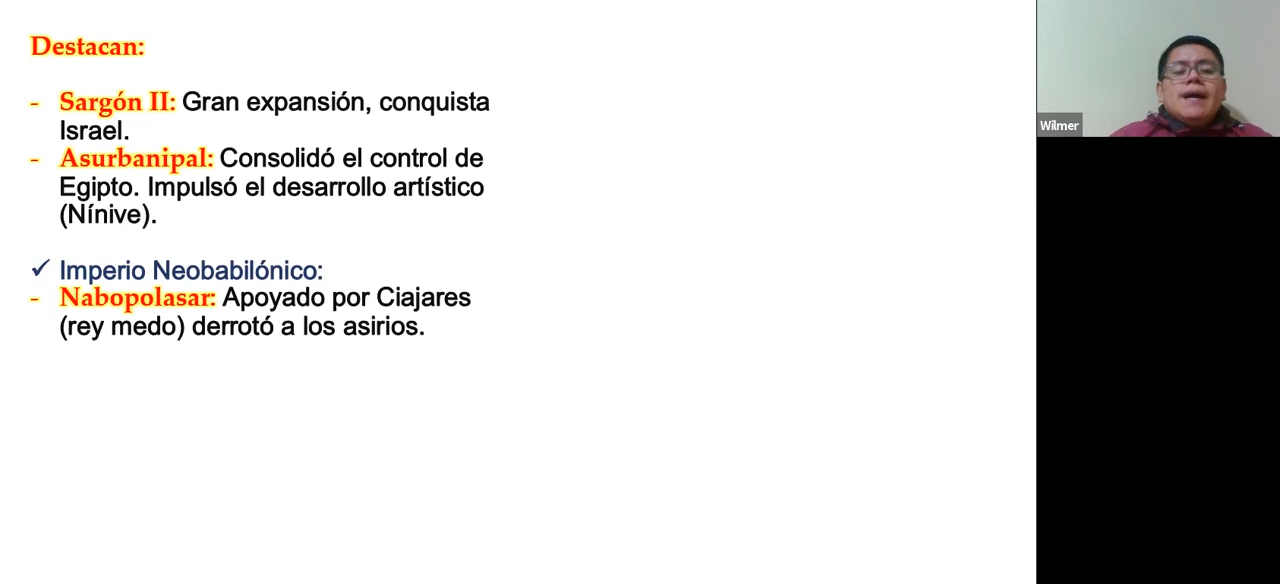 Destacan:
- Sargón II: Gran expansión, conquista
Israel.
- Asurbanipal: Consolidó el control de
Egipto. Impulsó el desarrollo artístico
(Nínive).
✓ Imperio Neobabilónico:
- Nabopolasar: Apoyado por Ciajares
(rey medo) derrotó a los asirios.
Wilmer